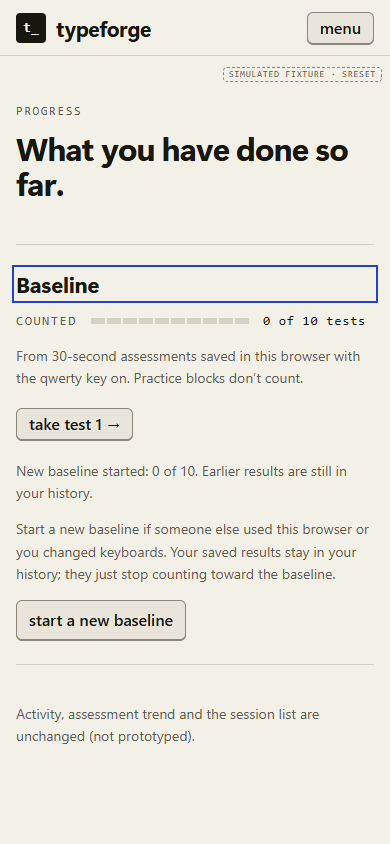 t_ typeforge menu
SIMULATED FIXTURE · SRESET
PROGRESS
What you have done so
far.
Baseline
COUNTED 0 of 10 tests
From 30-second assessments saved in this browser with
the qwerty key on. Practice blocks don’t count.
take test 1 →
New baseline started: 0 of 10. Earlier results are still in
your history.
Start a new baseline if someone else used this browser or
you changed keyboards. Your saved results stay in your
history; they just stop counting toward the baseline.
start a new baseline
Activity, assessment trend and the session list are
unchanged (not prototyped).